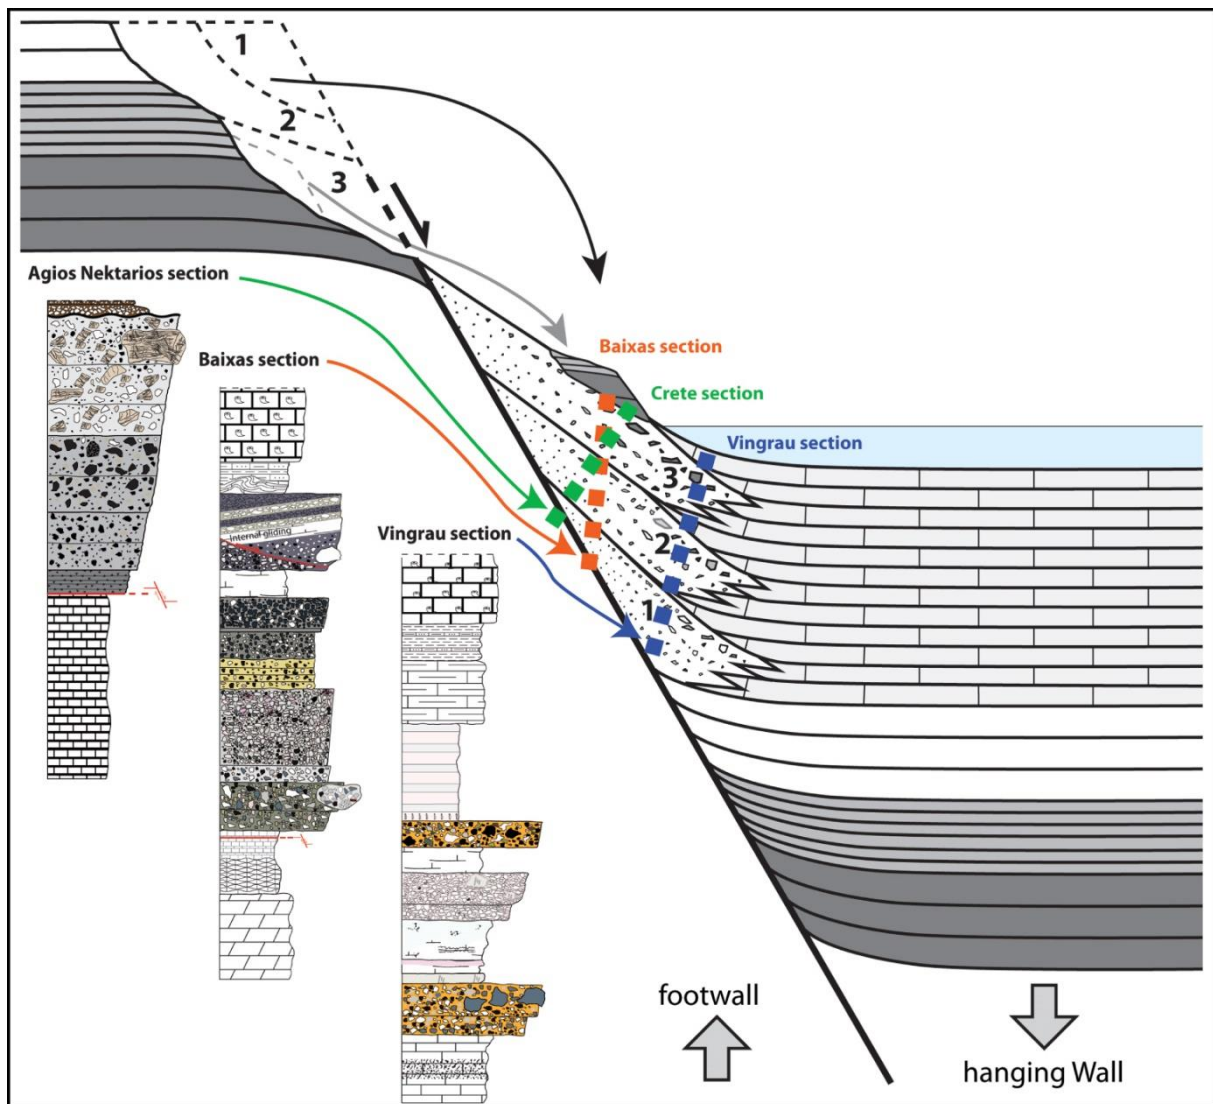 1
2
3
Agios Nektarios section
Baixas section
Baixas section
Crete section
Vingrau section
3
Internal gliding
Vingrau section
2
1
footwall
hanging Wall